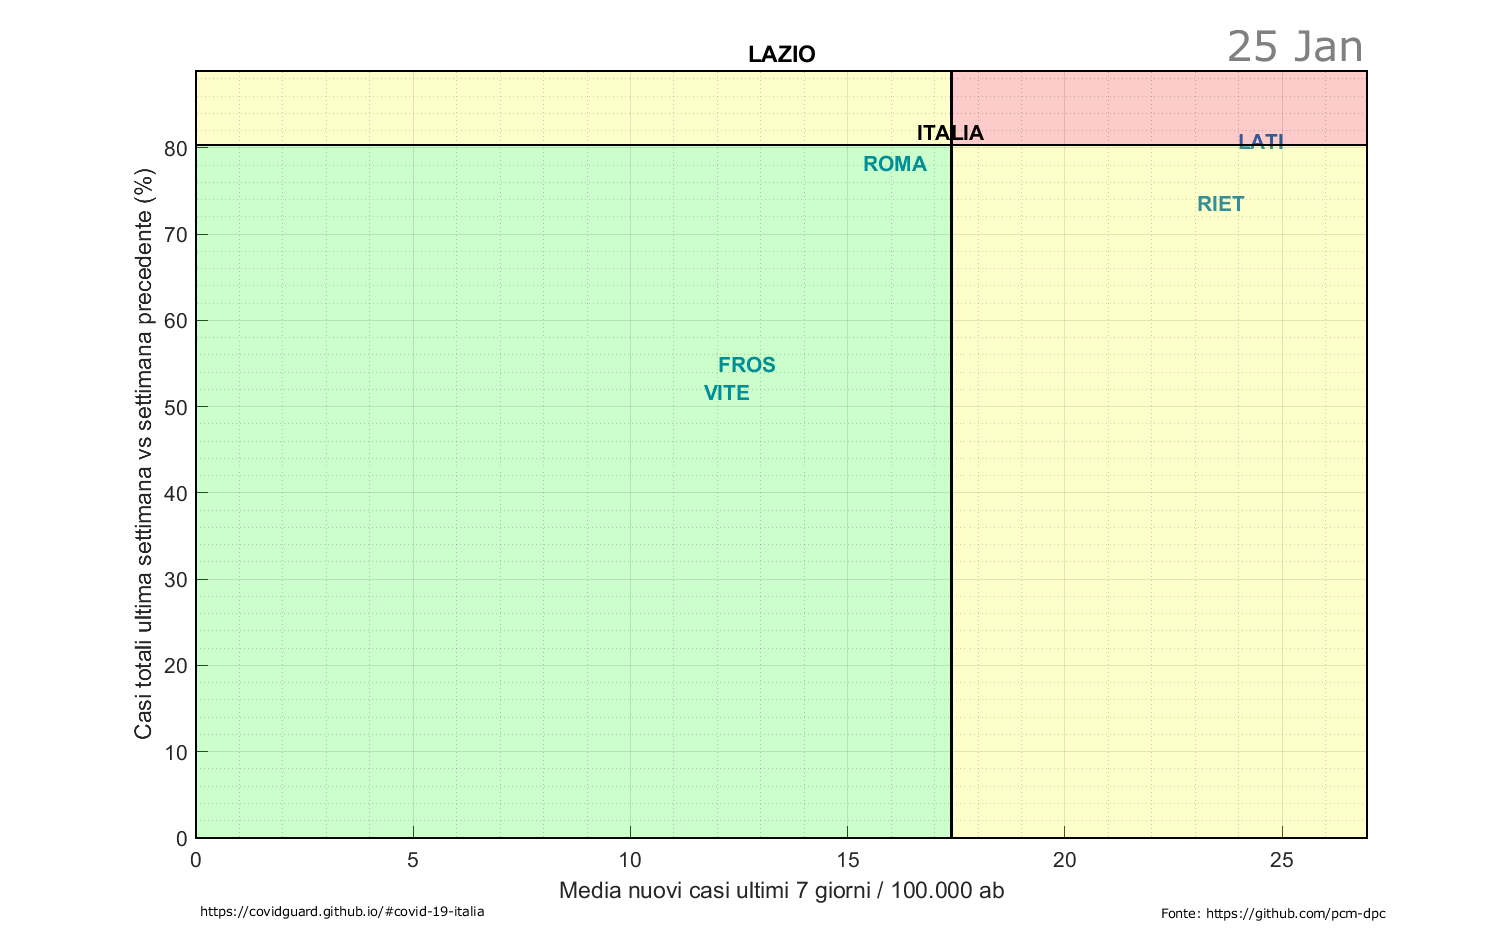 25 Jan
LAZIO
ITALIA
LATI
ROMA
RIET
FROS
VITE
Casi totali ultima settimana vs settimana precedente (%)
80
70
60
50
40
30
20
10
0
0 5 10 15 20 25
Media nuovi casi ultimi 7 giorni / 100.000 ab
https://covidguard.github.io/#covid-19-italia
Fonte: https://github.com/pcm-dpc